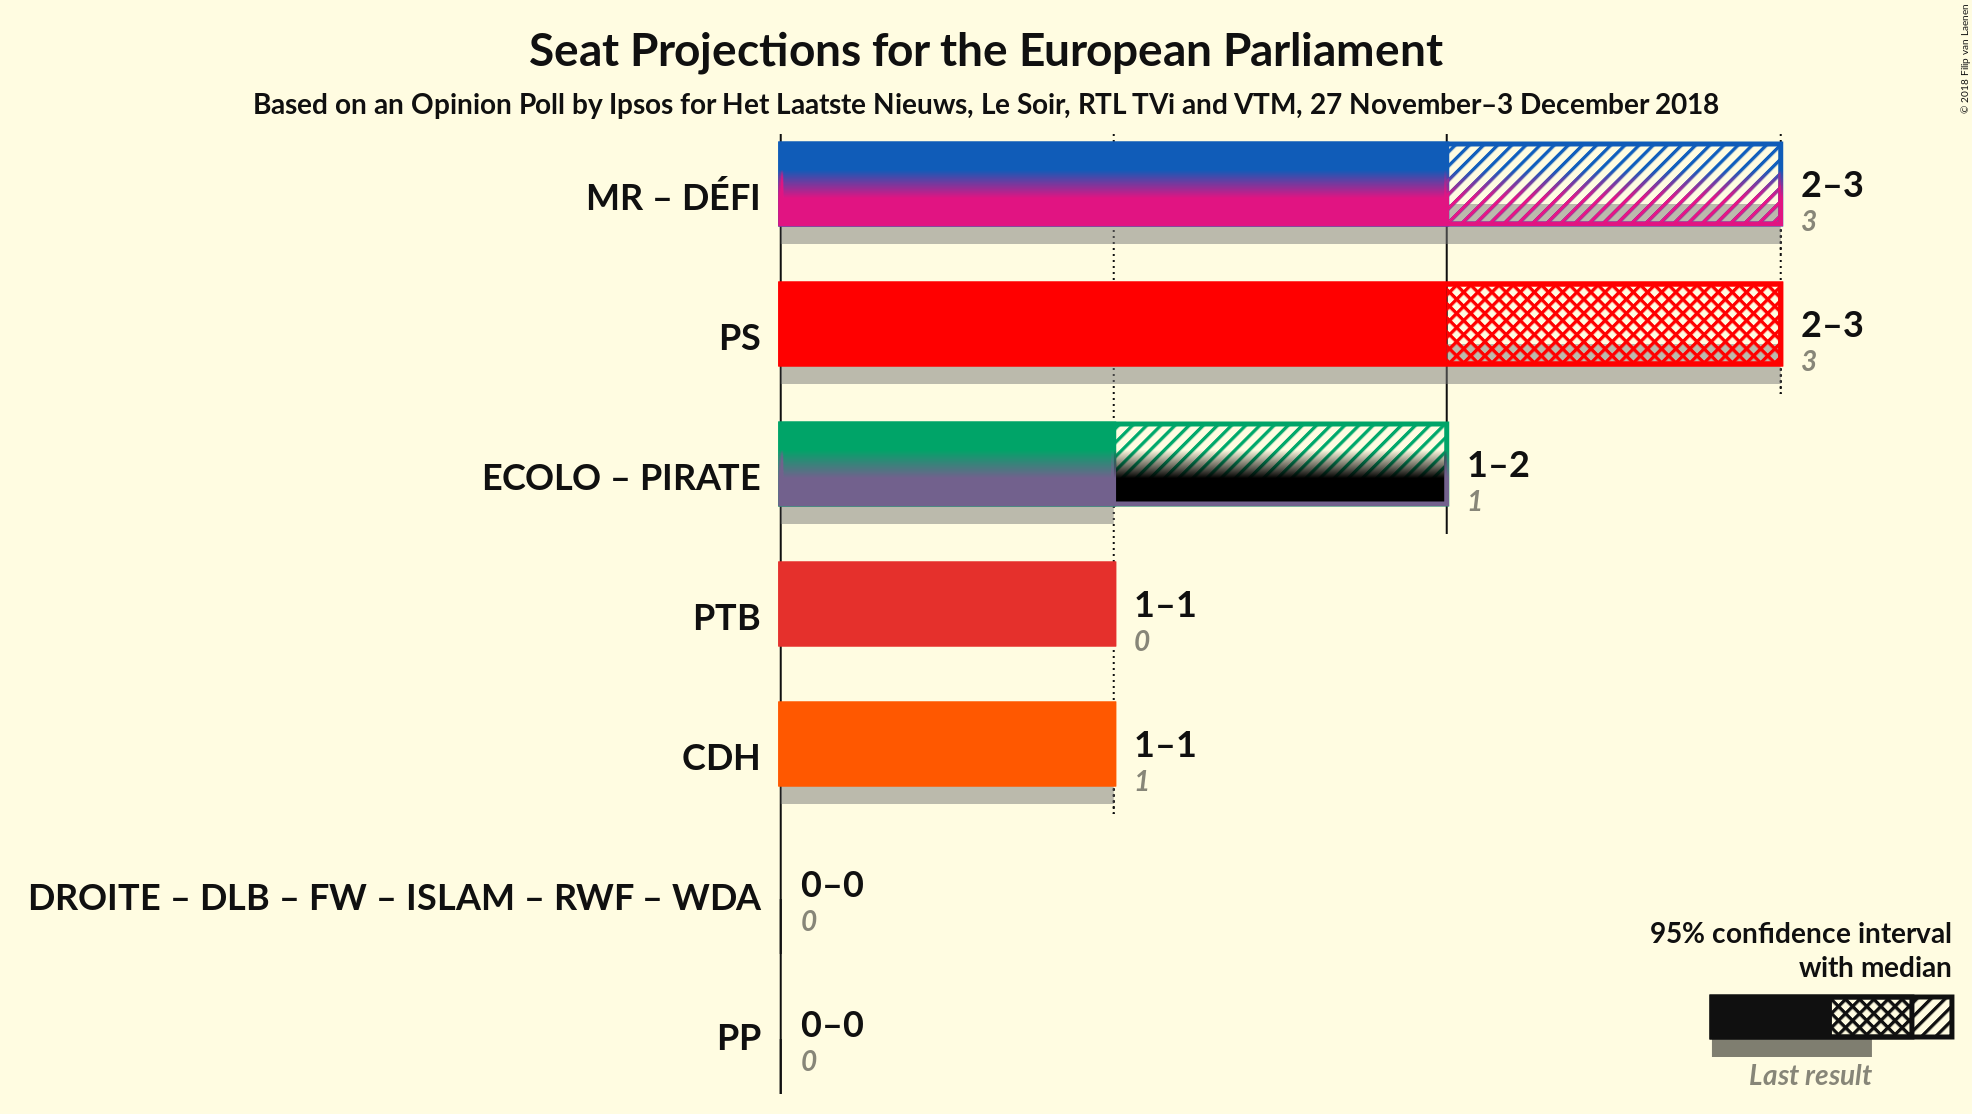 Seat Projections for the European Parliament
Based on an Opinion Poll by Ipsos for Het Laatste Nieuws, Le Soir, RTL TVi and VTM, 27 November–3 December 2018
© 2018 Filip van Laenen
MR – DÉFI
2–3
3
PS
2–3
3
ECOLO – PIRATE
1–2
1
PTB
1–1
0
CDH
1–1
1
DROITE – DLB – FW – ISLAM – RWF – WDA
0–0
0
PP
0–0
0
95% confidence interval
with median
Last result